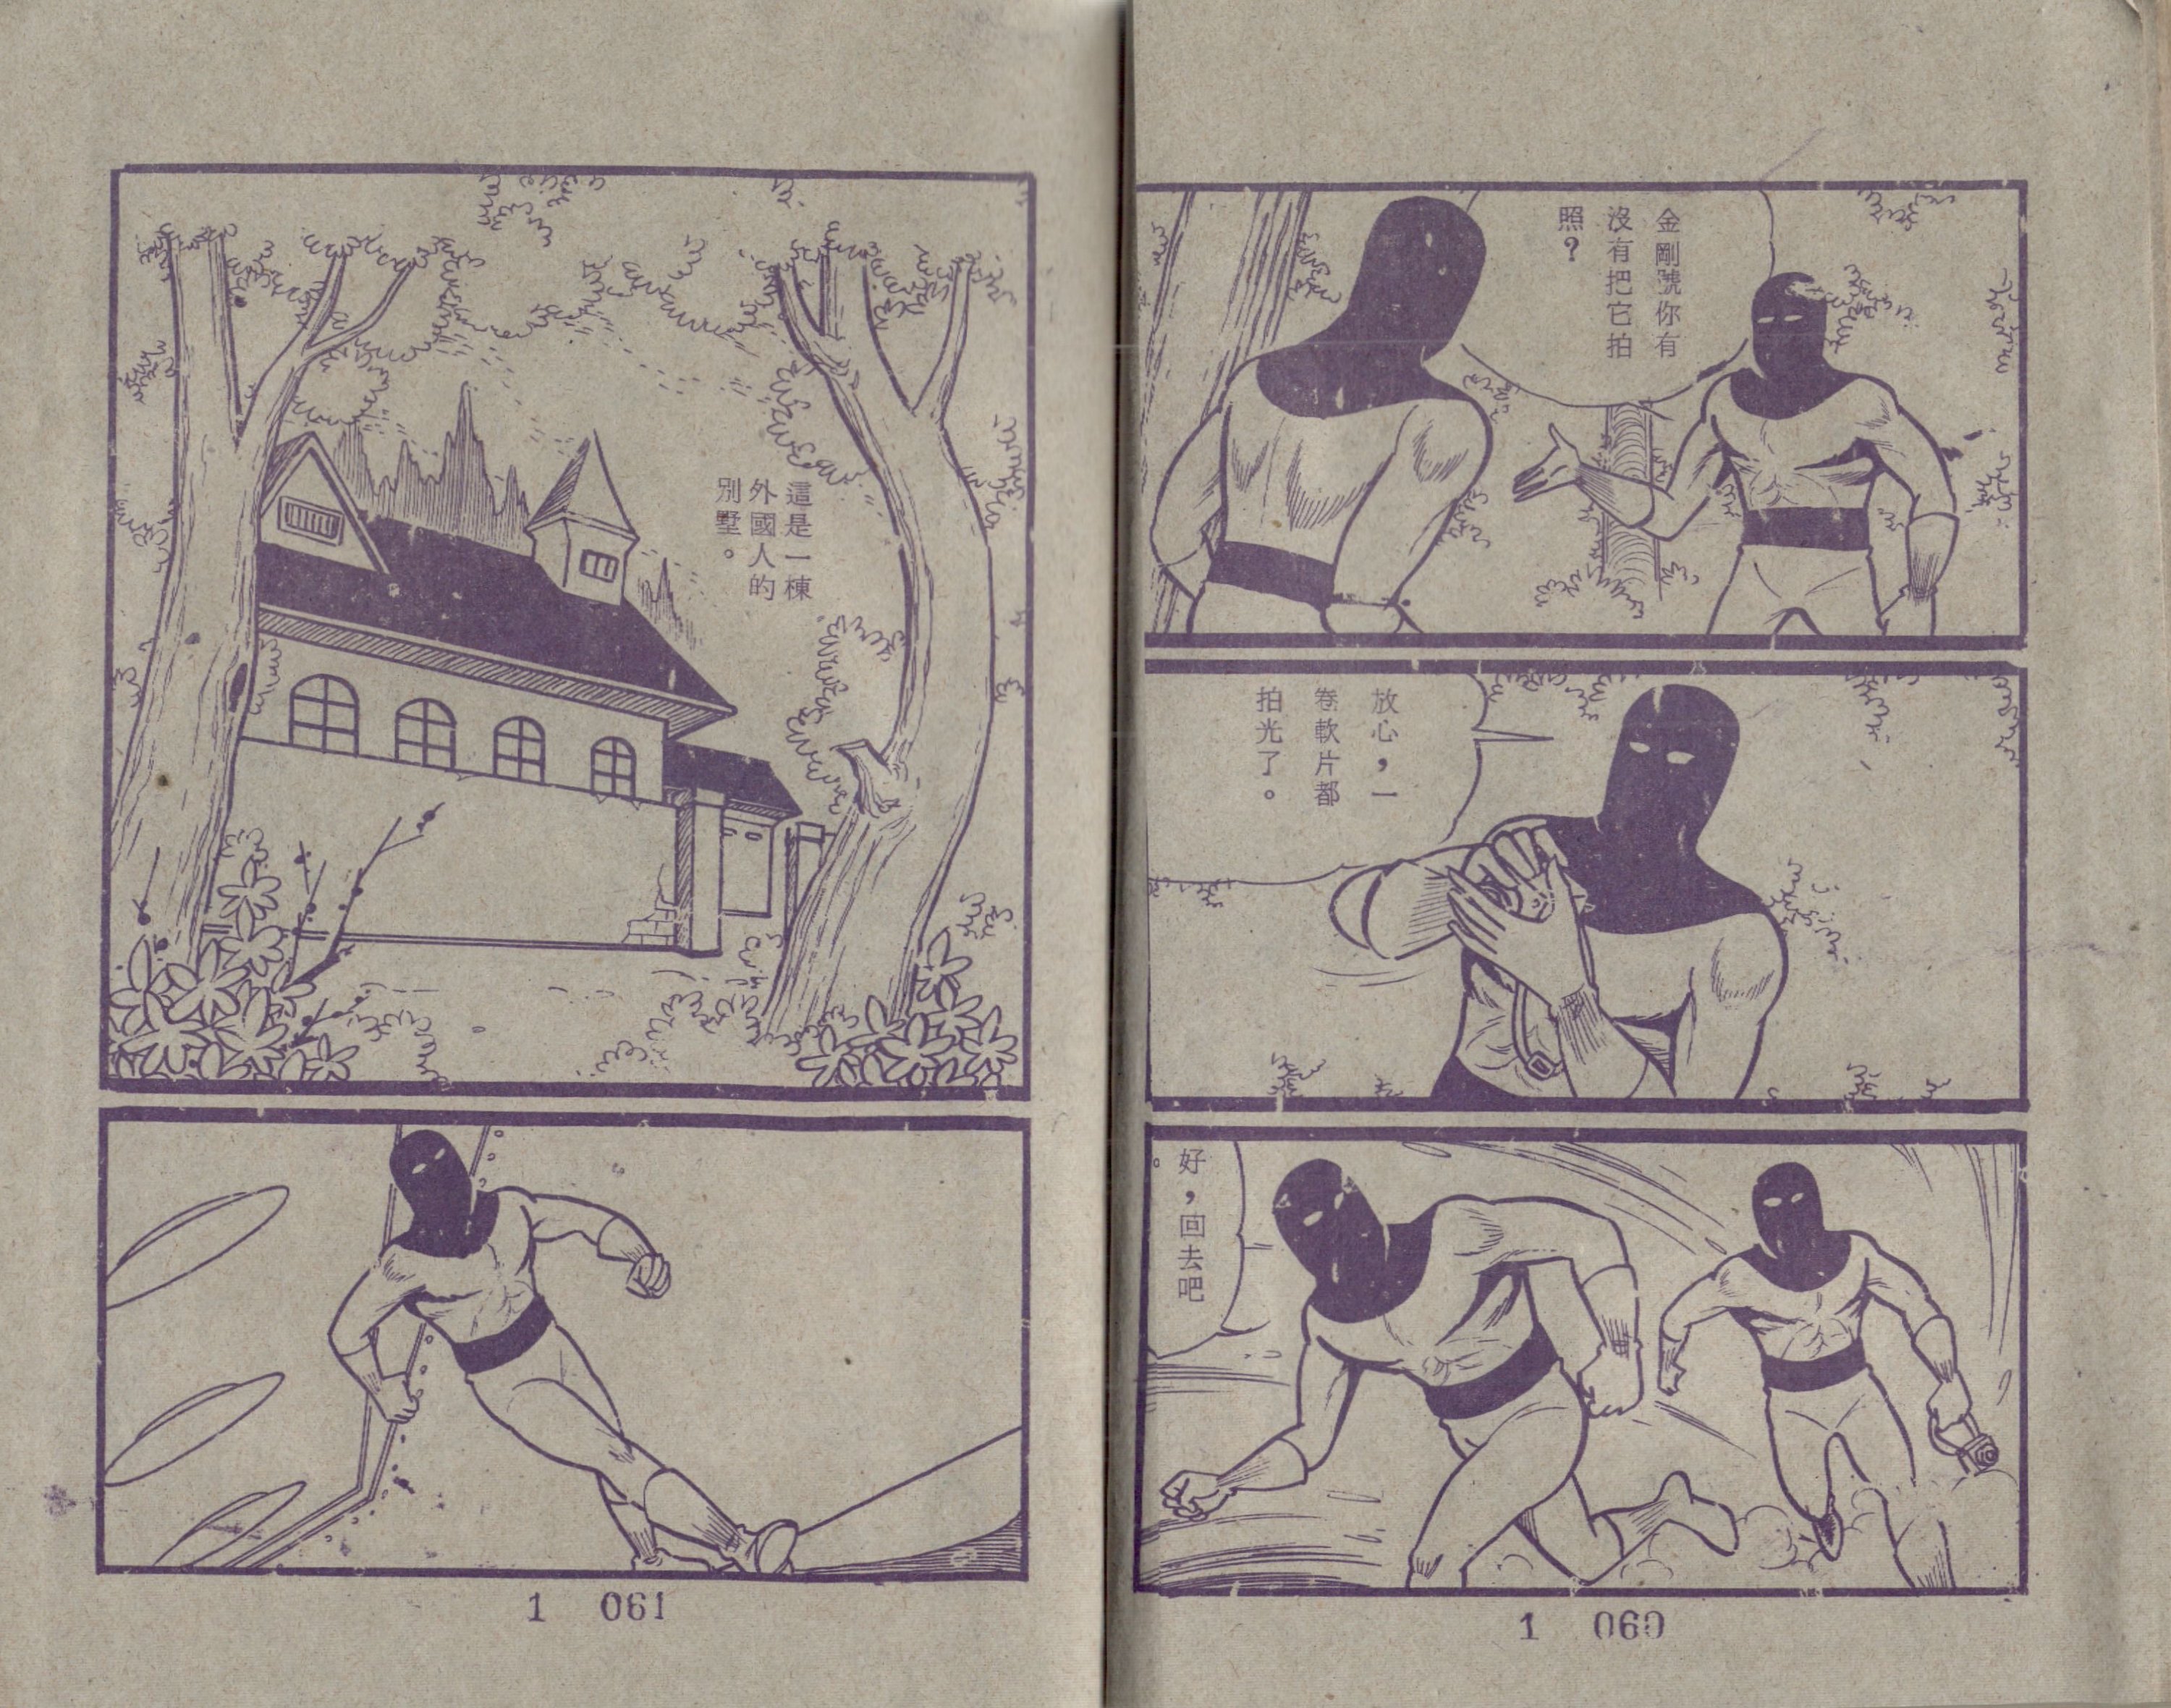 金剛號你有
沒有把它拍
照？
放心，一
卷軟片都
拍光了。
好，回去吧
。
1 060
這是一棟
外國人的
別墅。
1 061